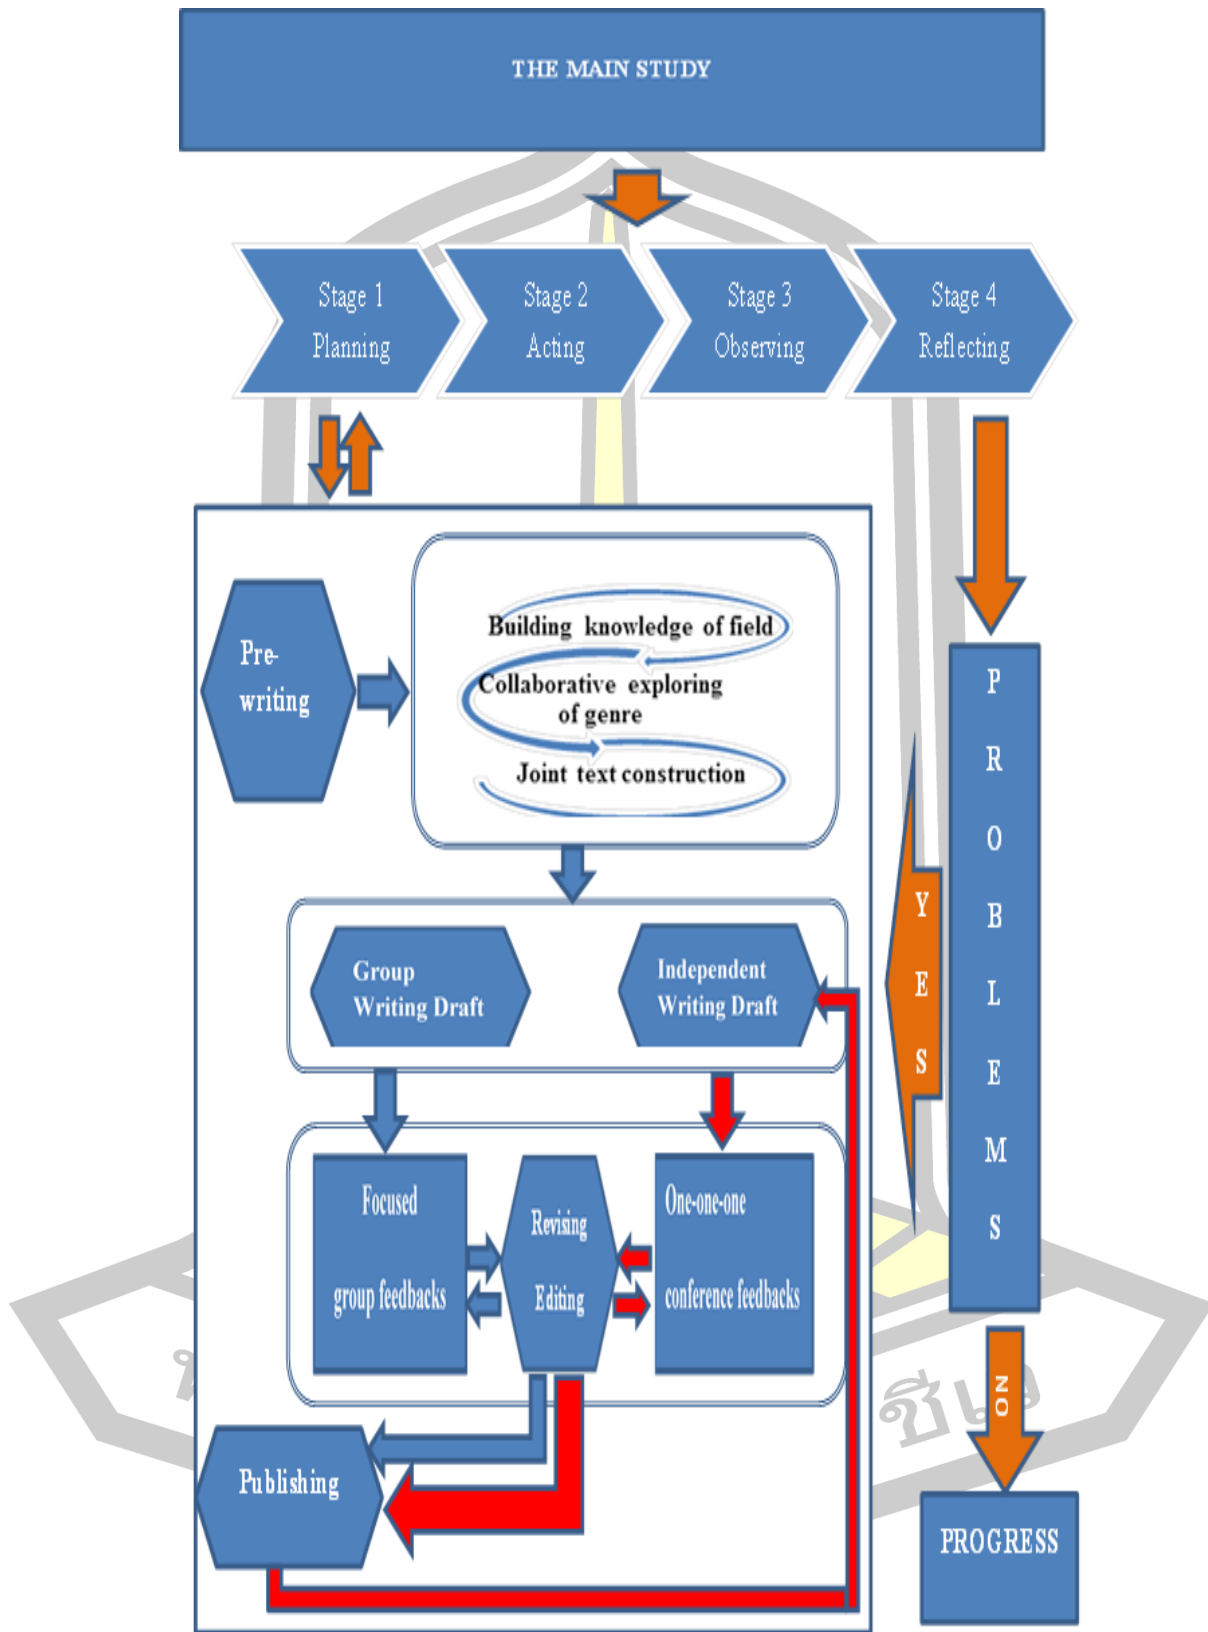 THE MAIN STUDY
Stage 1
Planning
Stage 2
Acting
Stage 3
Observing
Stage 4
Reflecting
Pre-
writing
Building knowledge of field
Collaborative exploring
of genre
Joint text construction
Group
Writing Draft
Independent
Writing Draft
Focused
group feedbacks
Revising
Editing
One-one-one
conference feedbacks
Publishing
YES
PROBLEMS
NO
PROGRESS